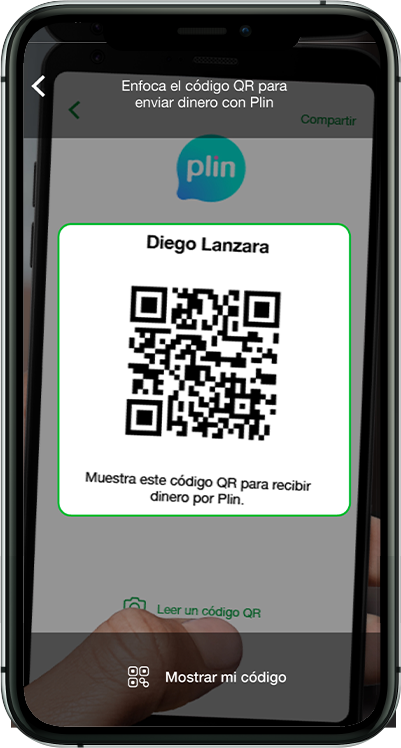 Enfoca el código QR para
enviar dinero con Plin
Compartir
plin
Diego Lanzara
Muestra este código QR para recibir
dinero por Plin.
Leer un código QR
Mostrar mi código